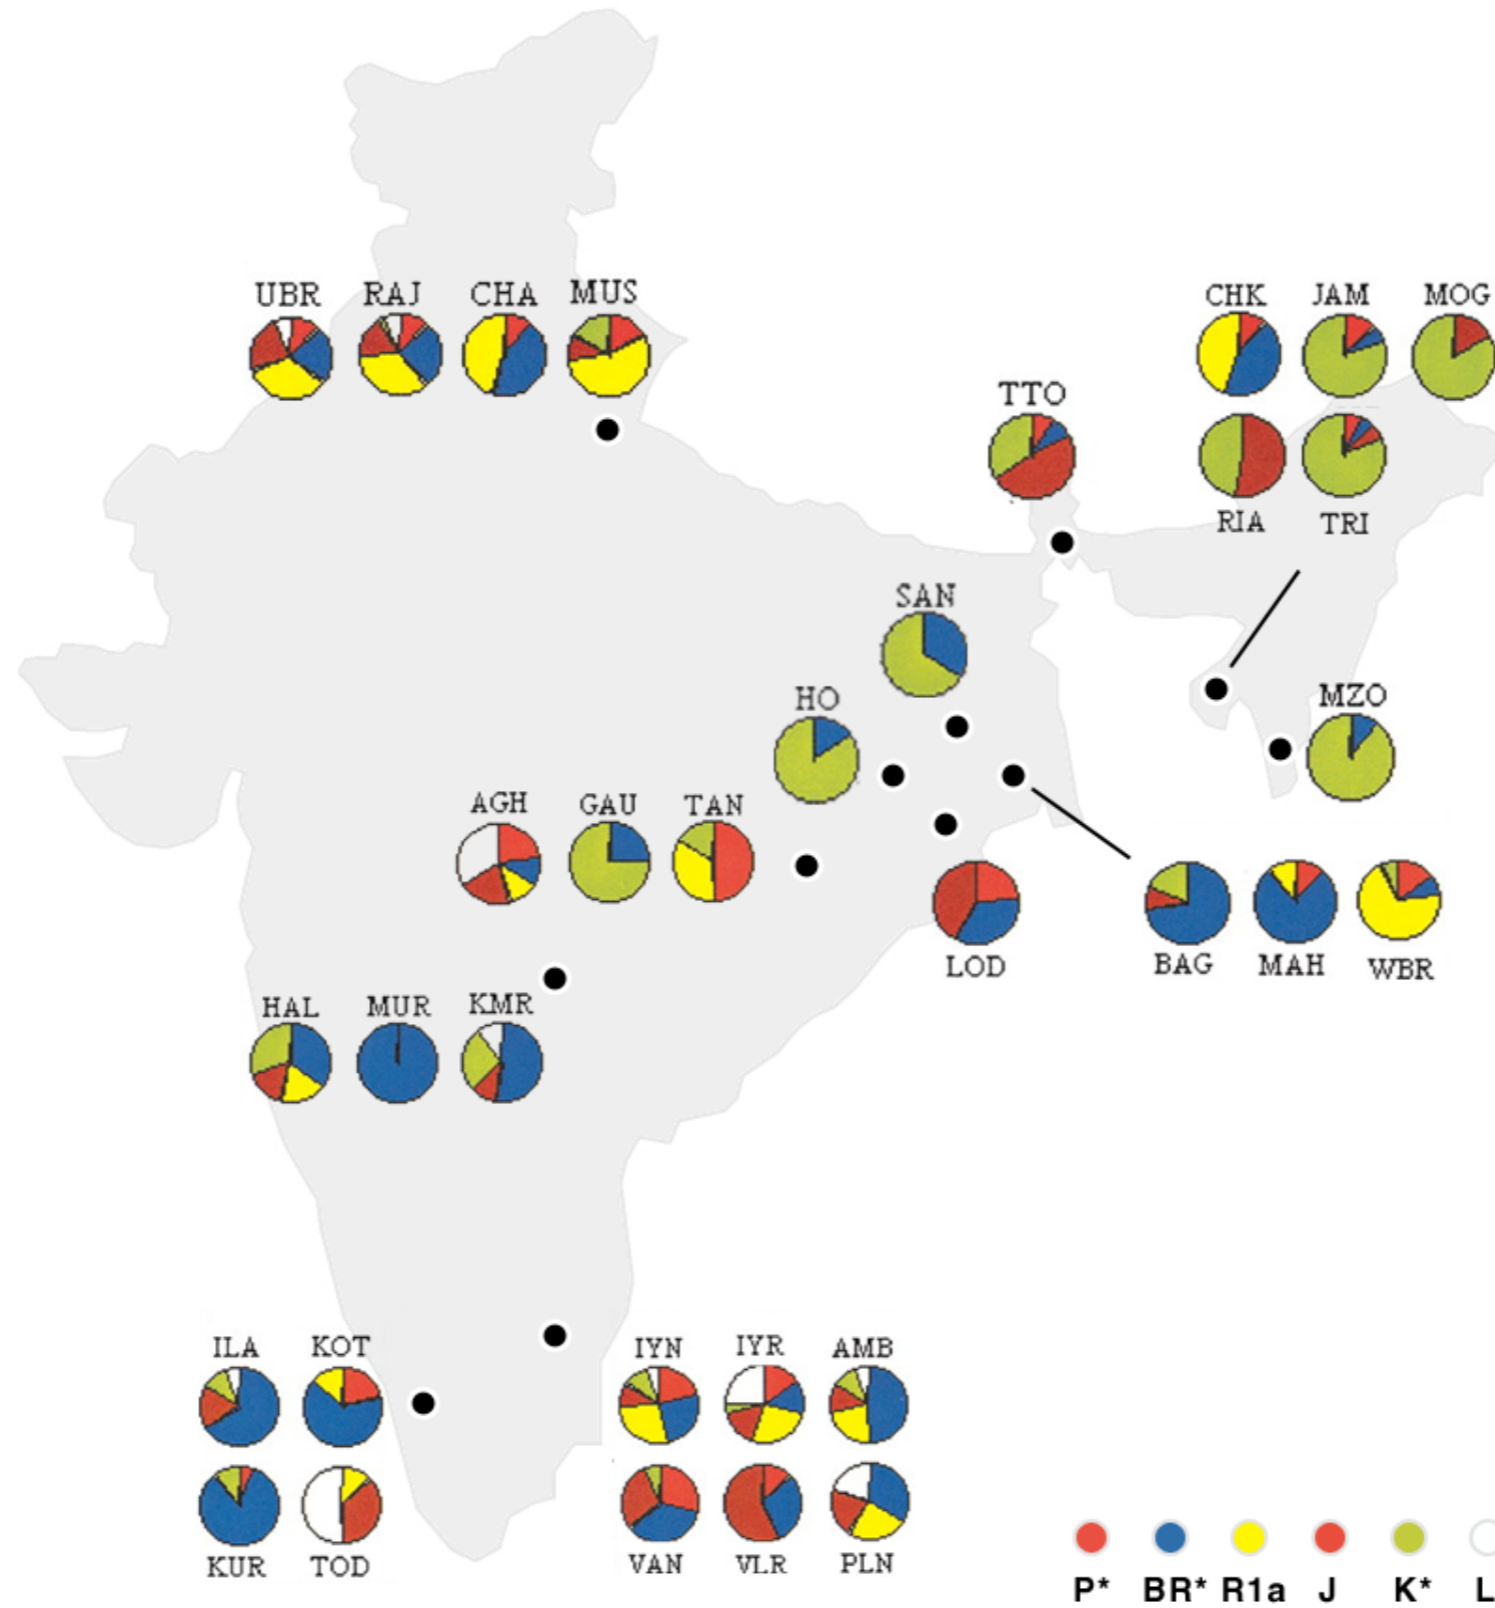 UBR RAJ CHA MUS
CHK JAM MOG
TTO
RIA TRI
SAN
HO
MZO
AGH GAU TAN
LOD
BAG MAH WBR
HAL MUR KMR
ILA KOT
IYN IYR AMB
KUR TOD
VAN VLR PLN
P* BR* R1a J K* L